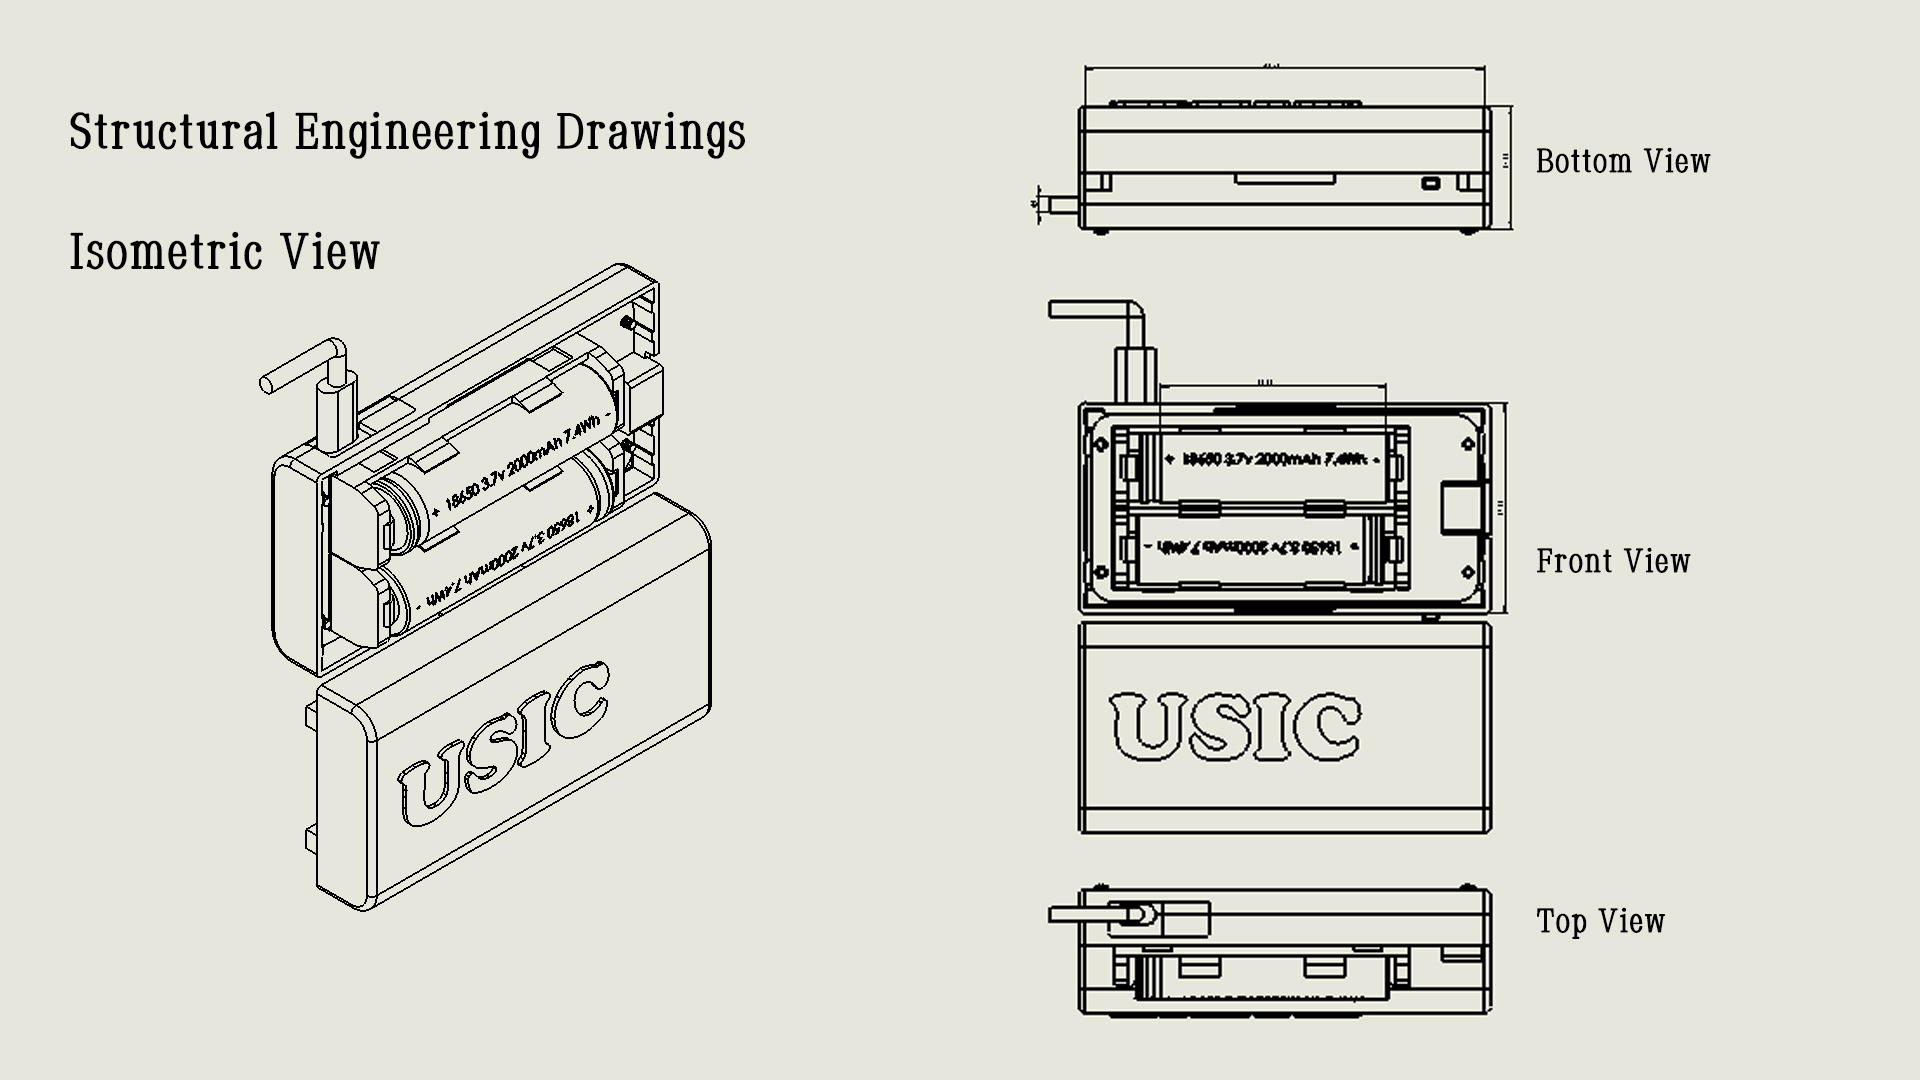 Structural Engineering Drawings
Isometric View
+ 18650 3.7v 2000mAh 7.4Wh -
+ 18650 3.7v 2000mAh 7.4Wh -
USIC
Bottom View
+ 18650 3.7v 2000mAh 7.4Wh -
+ 18650 3.7v 2000mAh 7.4Wh -
Front View
USIC
Top View